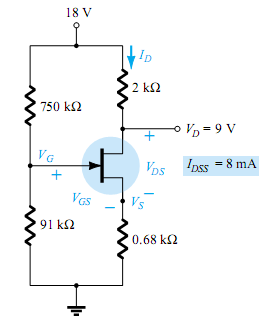 18 V
I_D
2 kΩ
750 kΩ
V_D = 9 V
+
V_G
+
V_DS
I_DSS = 8 mA
V_GS
–
V_S
–
91 kΩ
0.68 kΩ